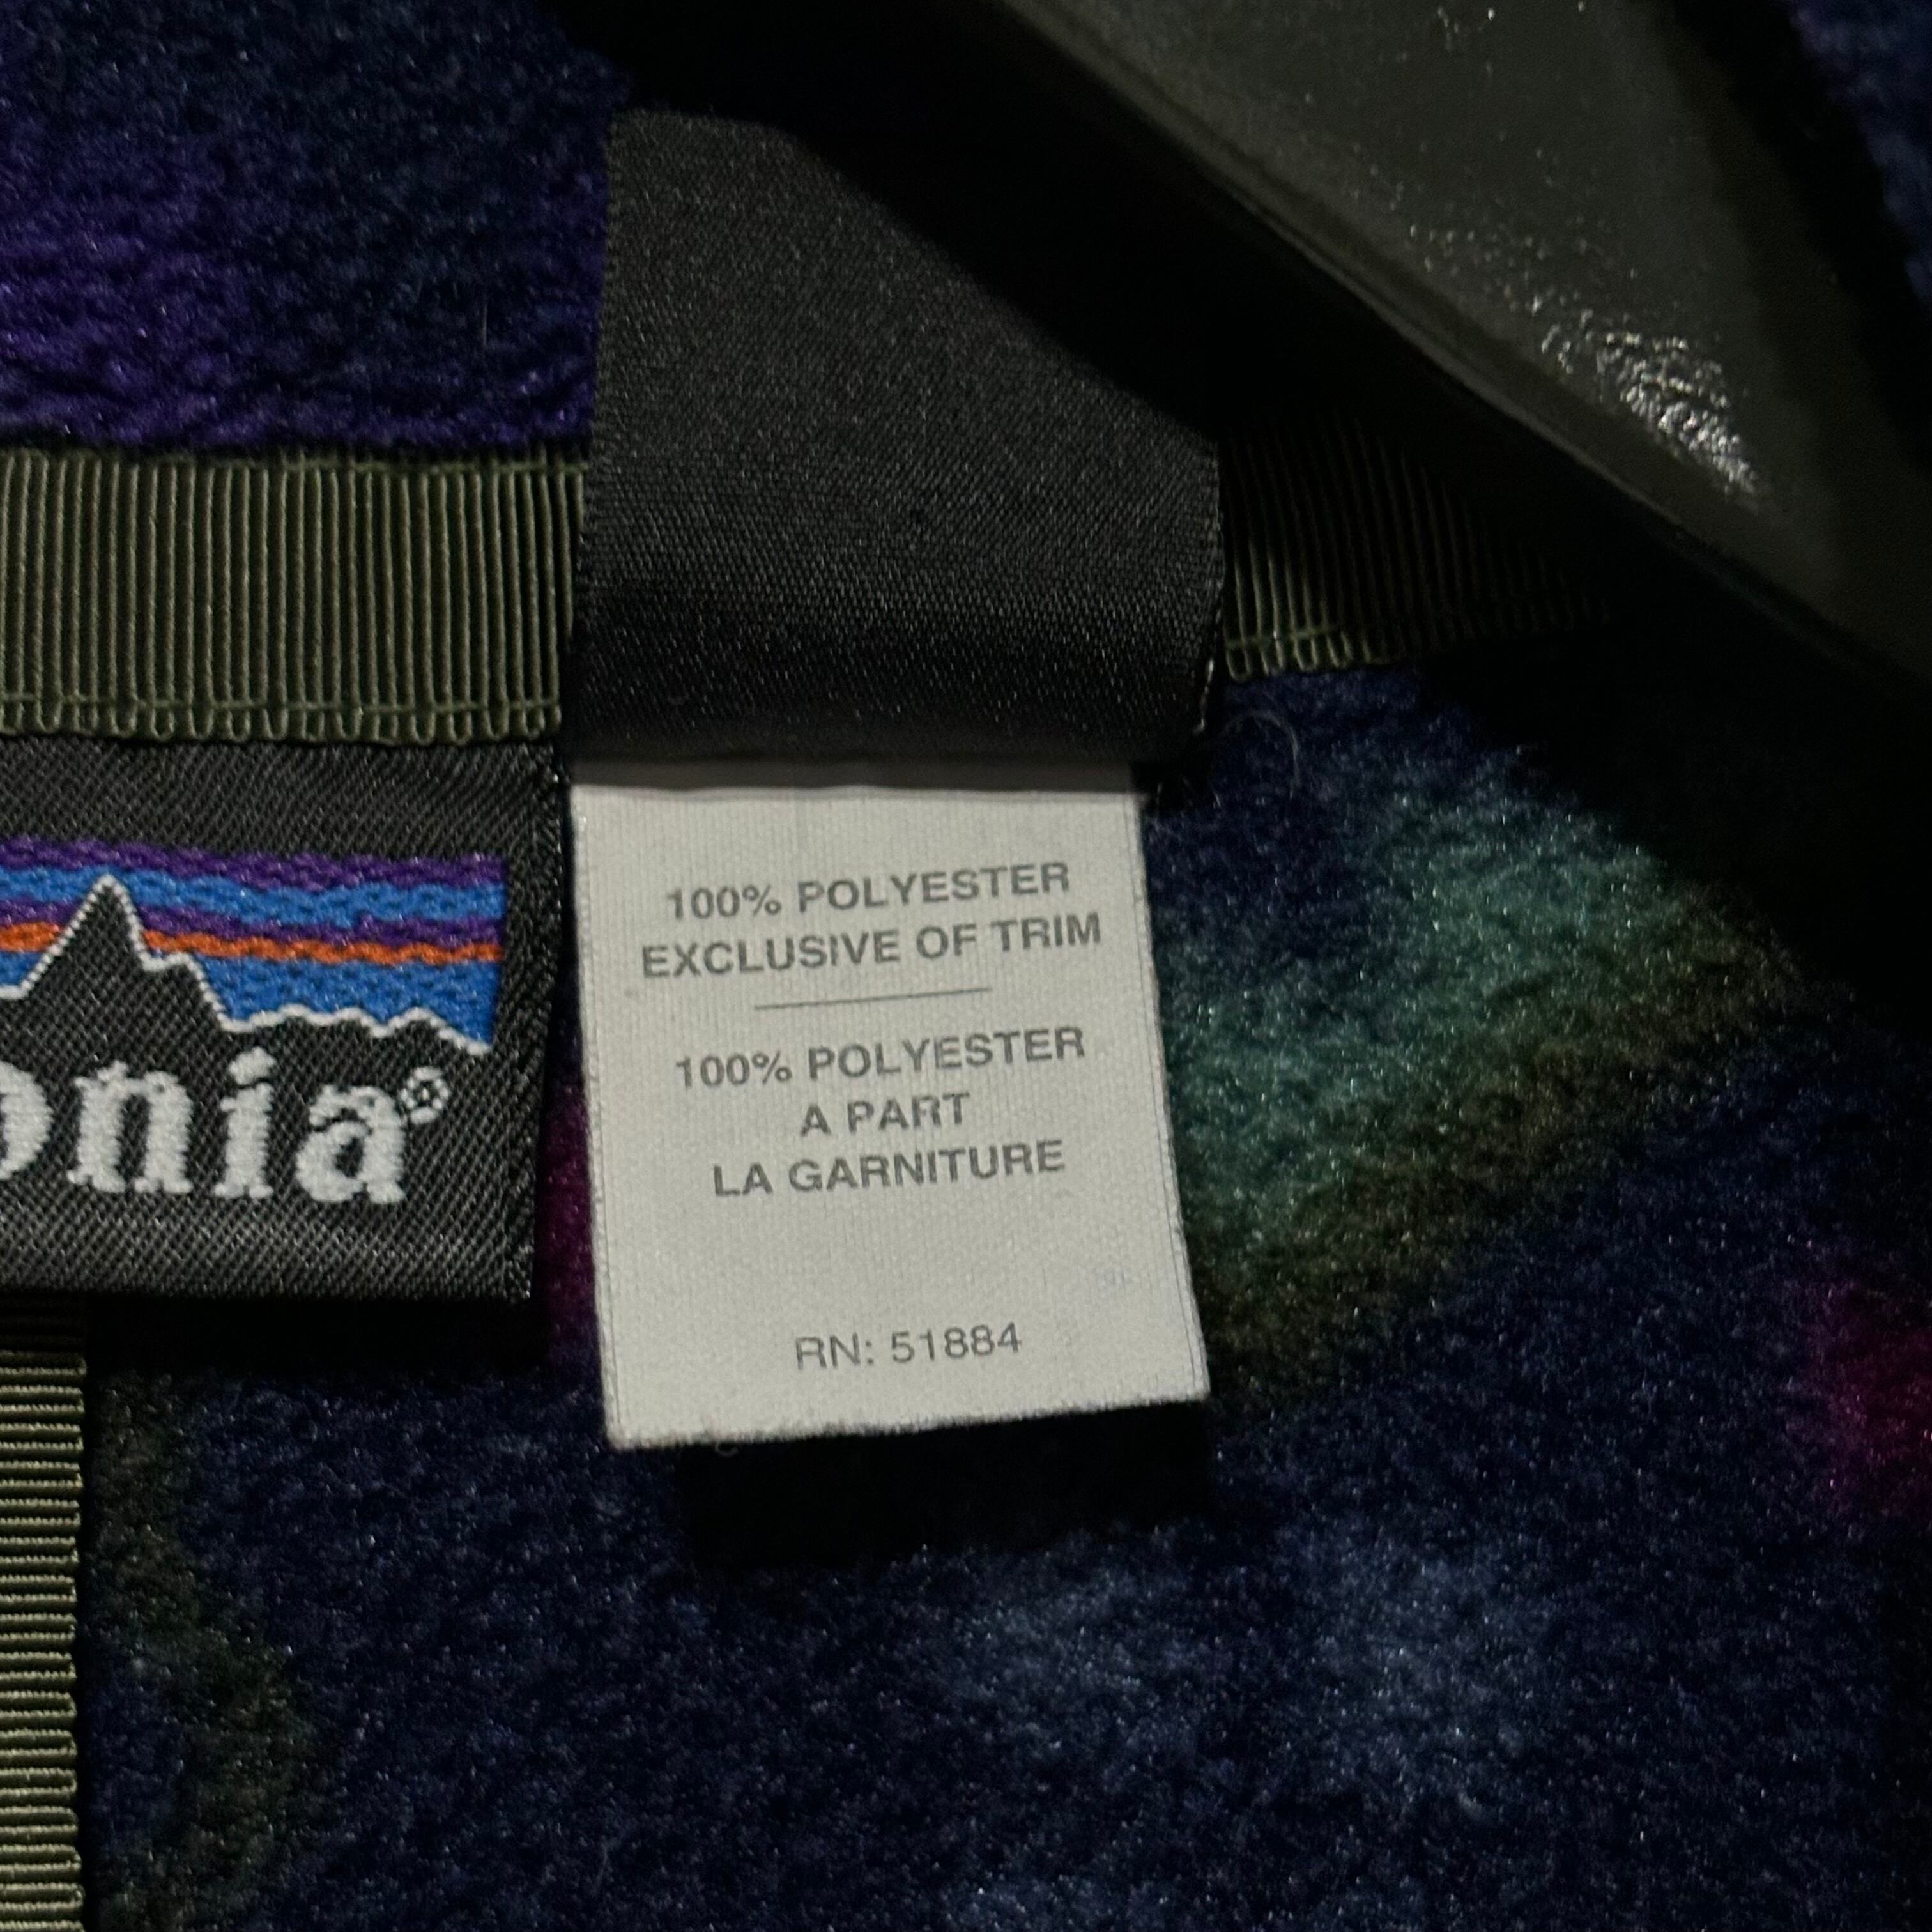 onia®
100% POLYESTER
EXCLUSIVE OF TRIM
100% POLYESTER
A PART
LA GARNITURE
RN: 51884